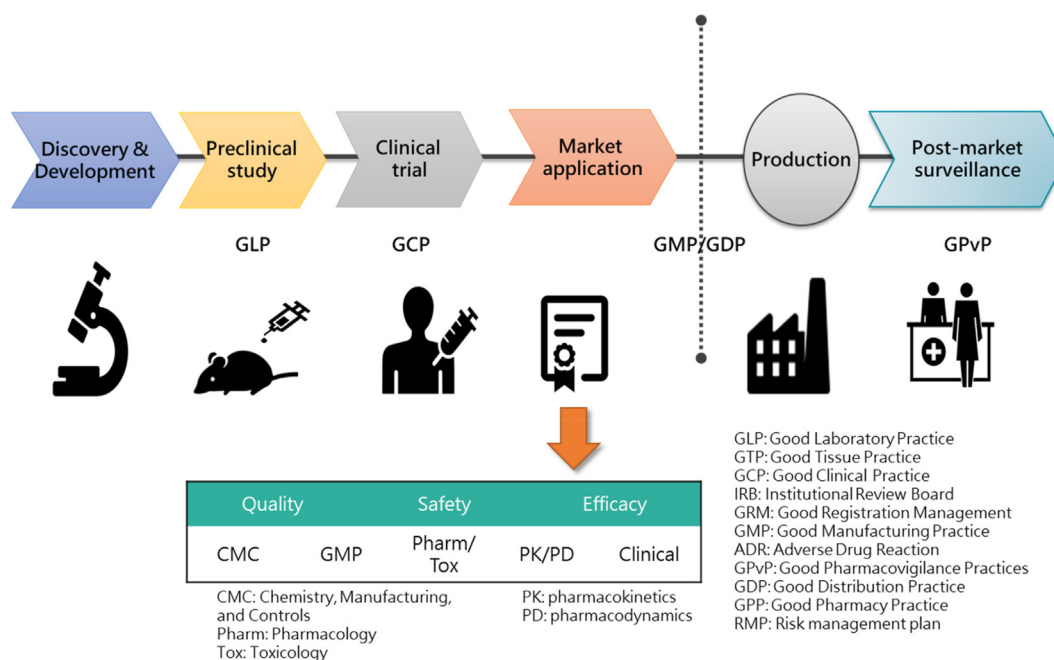 Discovery &
Development
Preclinical
study
Clinical
trial
Market
application
Production
Post-market
surveillance
GLP
GCP
GMP/GDP
GPvP
Quality
Safety
Efficacy
CMC
GMP
Pharm/
Tox
PK/PD
Clinical
CMC: Chemistry, Manufacturing,
and Controls
Pharm: Pharmacology
Tox: Toxicology
PK: pharmacokinetics
PD: pharmacodynamics
GLP: Good Laboratory Practice
GTP: Good Tissue Practice
GCP: Good Clinical Practice
IRB: Institutional Review Board
GRM: Good Registration Management
GMP: Good Manufacturing Practice
ADR: Adverse Drug Reaction
GPvP: Good Pharmacovigilance Practices
GDP: Good Distribution Practice
GPP: Good Pharmacy Practice
RMP: Risk management plan